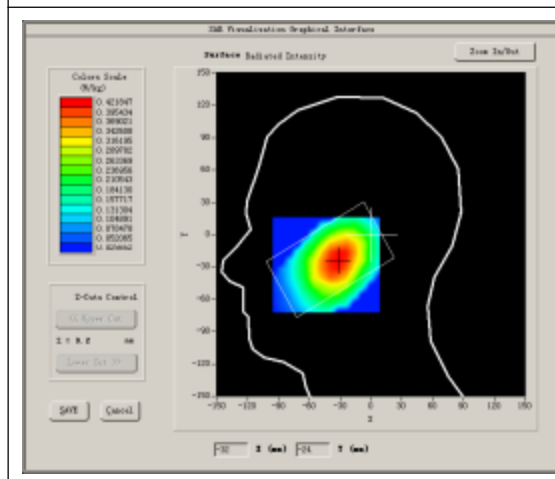 SAR Visualisation Graphical Interface
Surface Radiated Intensity
Zoom In/Out
Colors Scale
(W/kg)
0.421847
0.395434
0.369021
0.342608
0.316195
0.289782
0.263369
0.236956
0.210543
0.184130
0.157717
0.131304
0.104891
0.078478
0.052065
0.025652
150
120
90
60
30
0
-30
-60
-90
-120
-150
Y
-150 -120 -90 -60 -30 0 30 60 90 120 150
X
Z-Data Control
<< Upper Cut
mm
Lower Cut >>
SAVE
Cancel
-32 X (mm) -24 Y (mm)